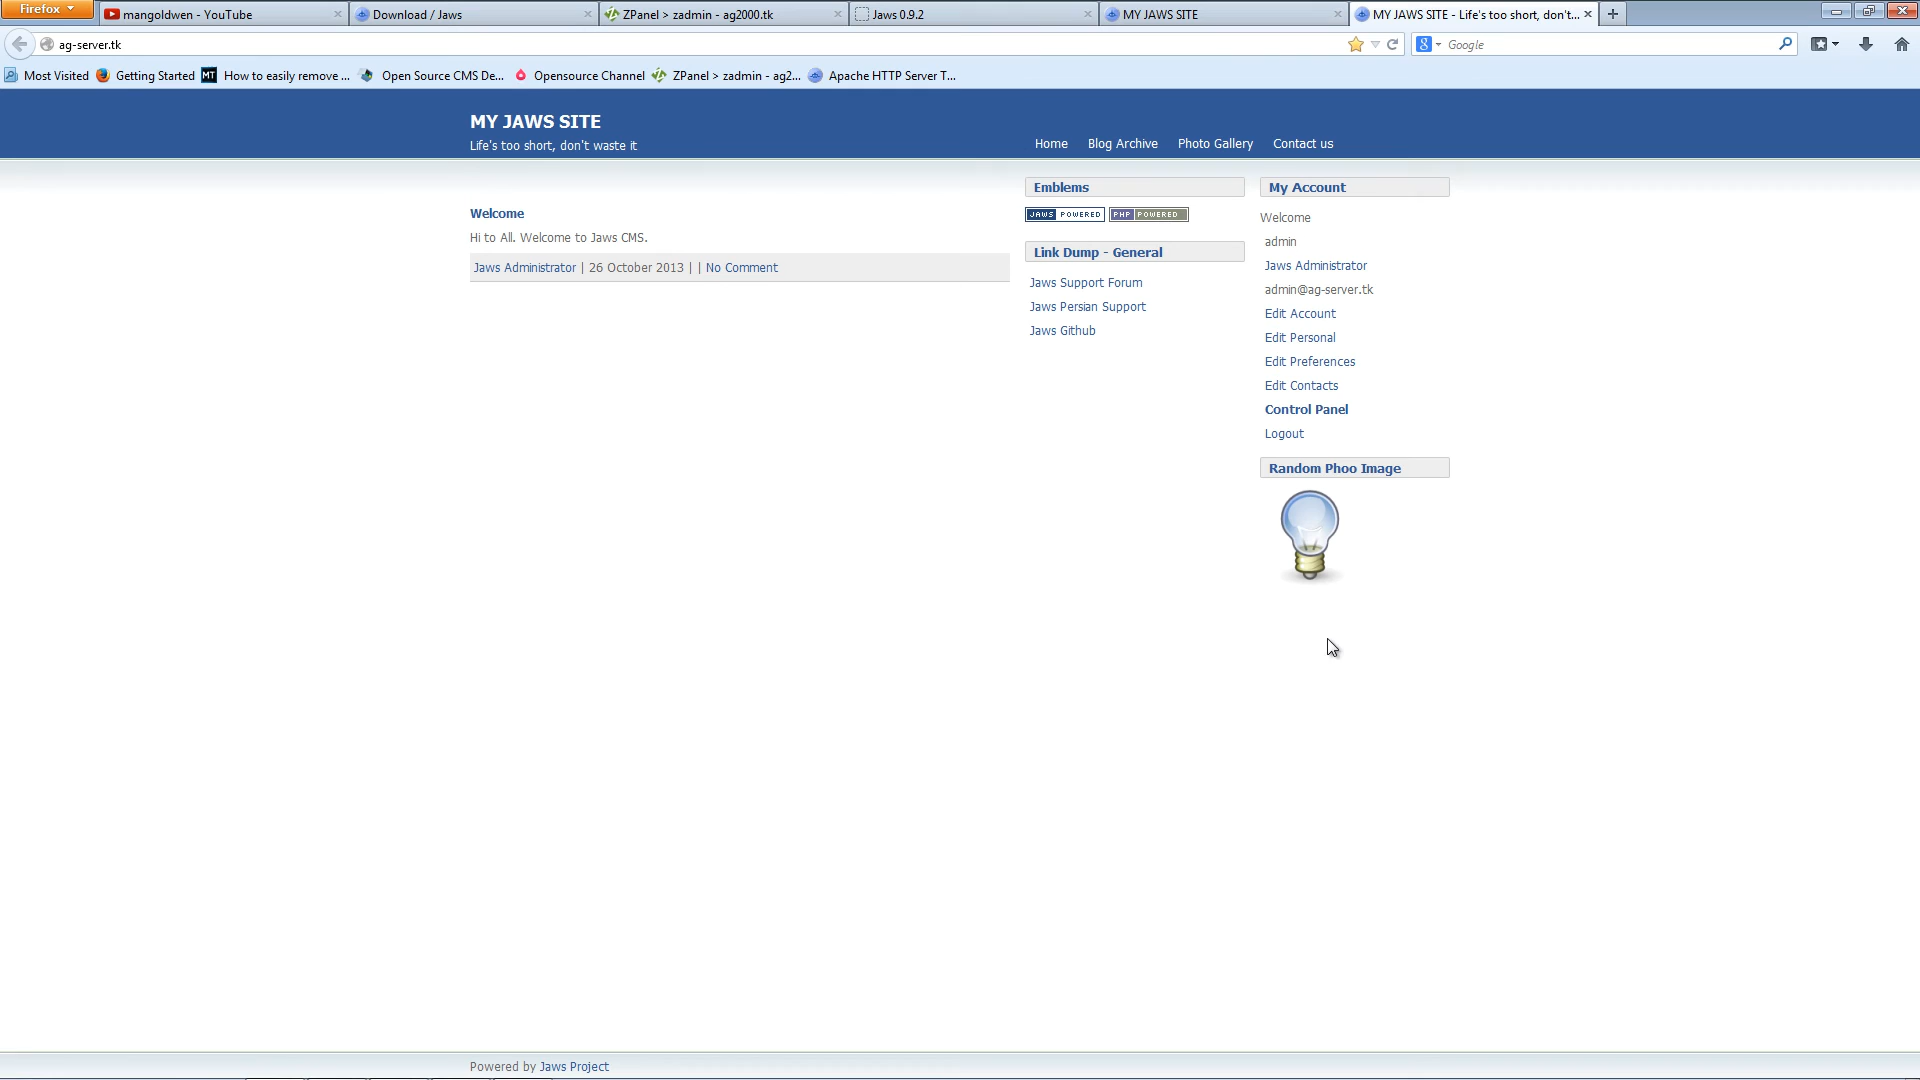 Firefox
mangoldwen - YouTube
Download / Jaws
ZPanel > zadmin - ag2000.tk
Jaws 0.9.2
MY JAWS SITE
MY JAWS SITE - Life's too short, don't...
ag-server.tk
Google
Most Visited
Getting Started
How to easily remove ...
Open Source CMS De...
Opensource Channel
ZPanel > zadmin - ag2...
Apache HTTP Server T...
MY JAWS SITE
Life's too short, don't waste it
Home
Blog Archive
Photo Gallery
Contact us
Welcome
Hi to All. Welcome to Jaws CMS.
Jaws Administrator | 26 October 2013 | | No Comment
Emblems
JAWS POWERED
PHP POWERED
Link Dump - General
Jaws Support Forum
Jaws Persian Support
Jaws Github
My Account
Welcome
admin
Jaws Administrator
admin@ag-server.tk
Edit Account
Edit Personal
Edit Preferences
Edit Contacts
Control Panel
Logout
Random Phoo Image
Powered by Jaws Project